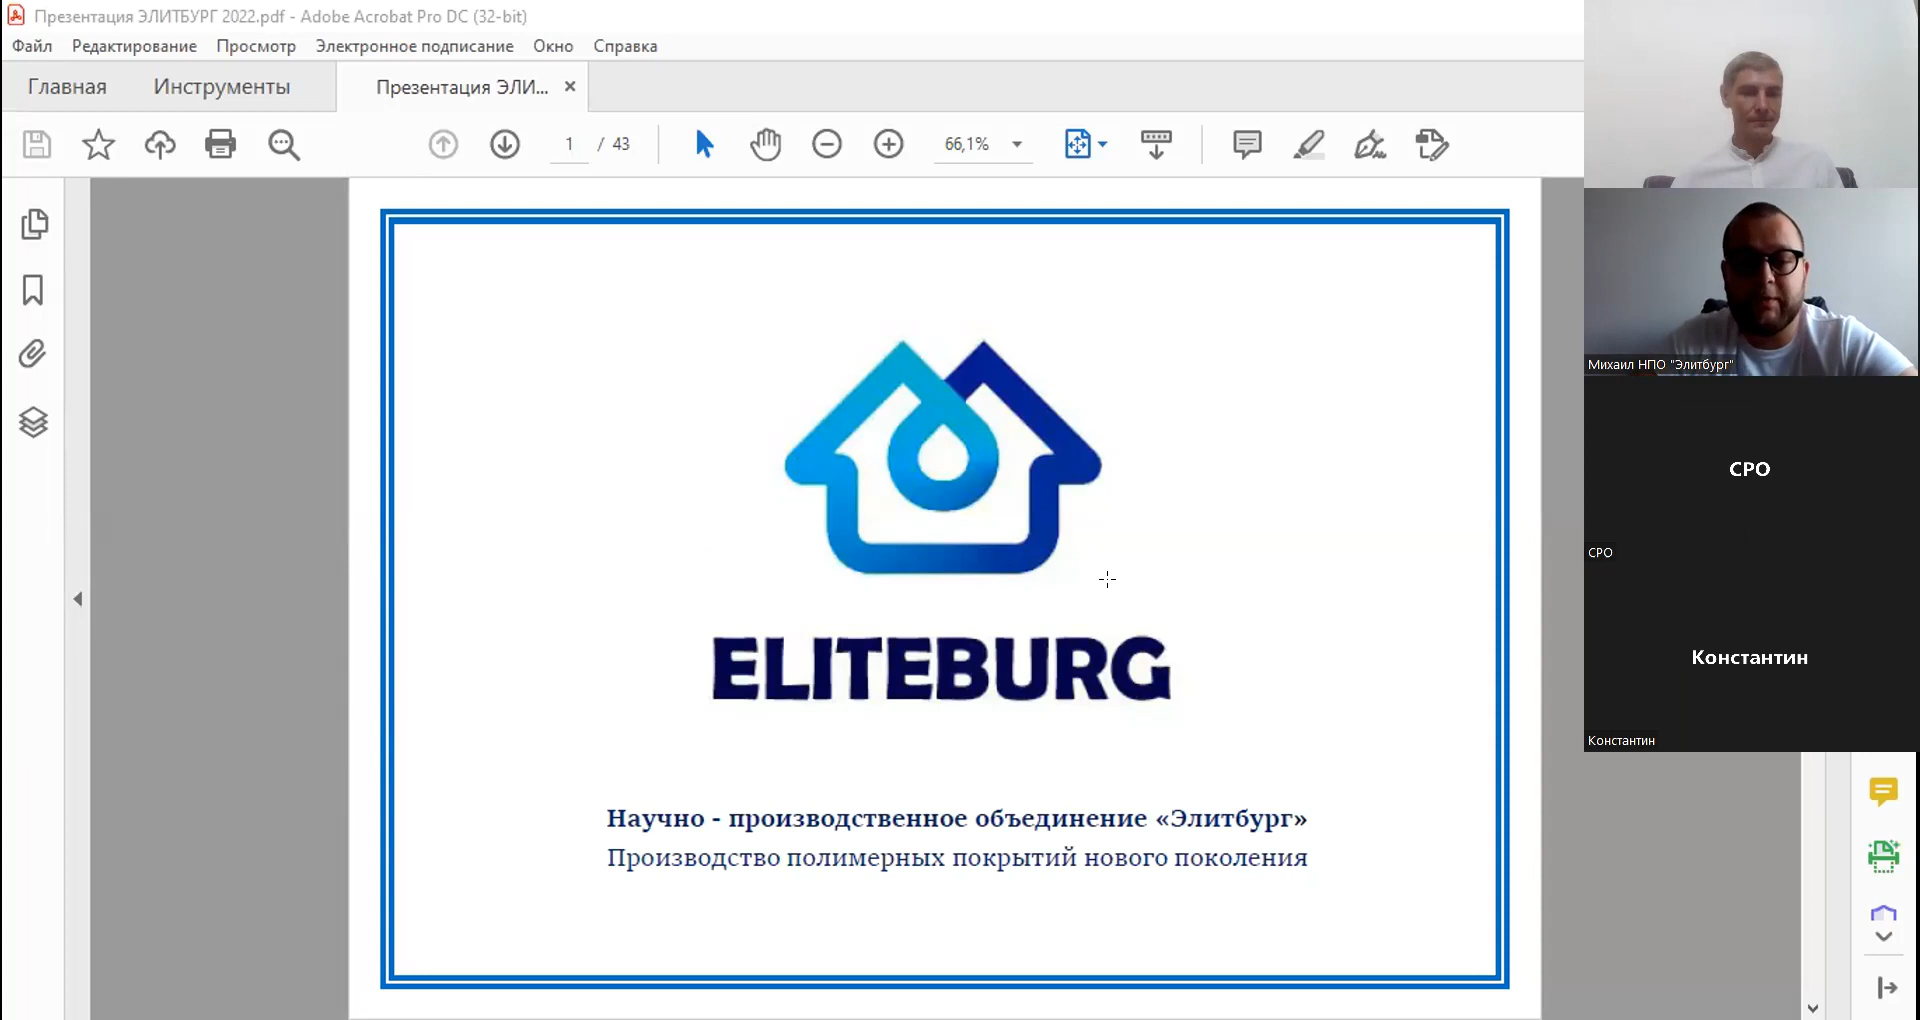 Презентация ЭЛИТБУРГ 2022.pdf - Adobe Acrobat Pro DC (32-bit)
Файл Редактирование Просмотр Электронное подписание Окно Справка
Главная Инструменты Презентация ЭЛИ... ×
1 / 43 66,1%
ELITEBURG
Научно - производственное объединение «Элитбург»
Производство полимерных покрытий нового поколения
Михаил НПО "Элитбург"
СРО
СРО
Константин
Константин